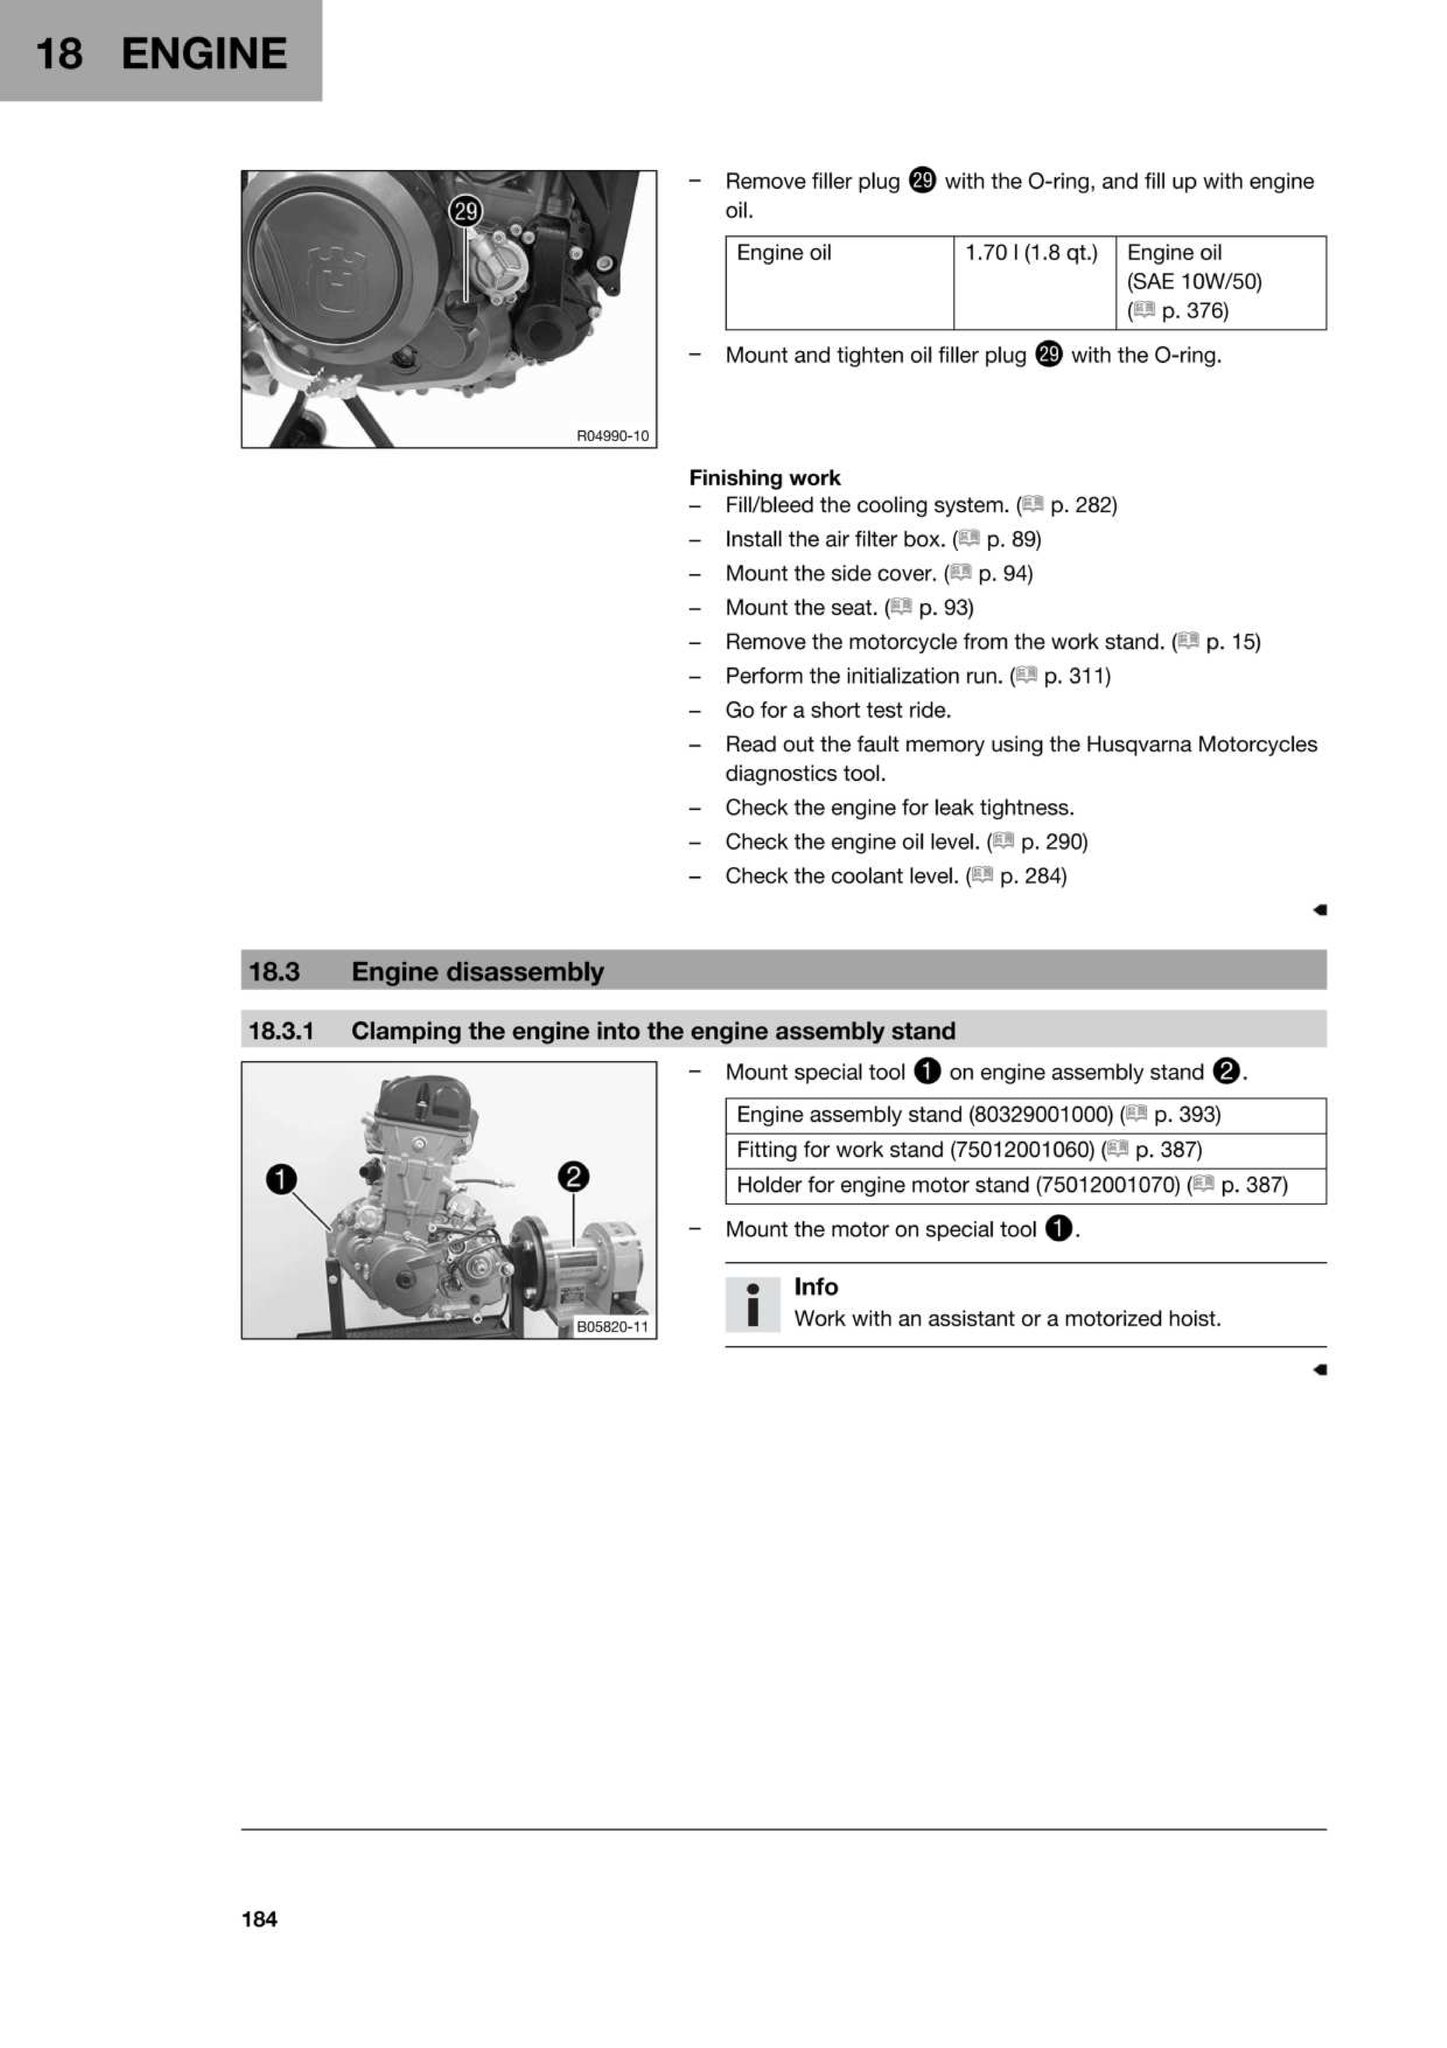 18 ENGINE
29
R04990-10
– Remove filler plug 29 with the O-ring, and fill up with engine
oil.
Engine oil 1.70 l (1.8 qt.) Engine oil
(SAE 10W/50)
( p. 376)
– Mount and tighten oil filler plug 29 with the O-ring.
Finishing work
– Fill/bleed the cooling system. ( p. 282)
– Install the air filter box. ( p. 89)
– Mount the side cover. ( p. 94)
– Mount the seat. ( p. 93)
– Remove the motorcycle from the work stand. ( p. 15)
– Perform the initialization run. ( p. 311)
– Go for a short test ride.
– Read out the fault memory using the Husqvarna Motorcycles
diagnostics tool.
– Check the engine for leak tightness.
– Check the engine oil level. ( p. 290)
– Check the coolant level. ( p. 284)
18.3 Engine disassembly
18.3.1 Clamping the engine into the engine assembly stand
1
2
B05820-11
– Mount special tool 1 on engine assembly stand 2.
Engine assembly stand (80329001000) ( p. 393)
Fitting for work stand (75012001060) ( p. 387)
Holder for engine motor stand (75012001070) ( p. 387)
– Mount the motor on special tool 1.
i Info
Work with an assistant or a motorized hoist.
184